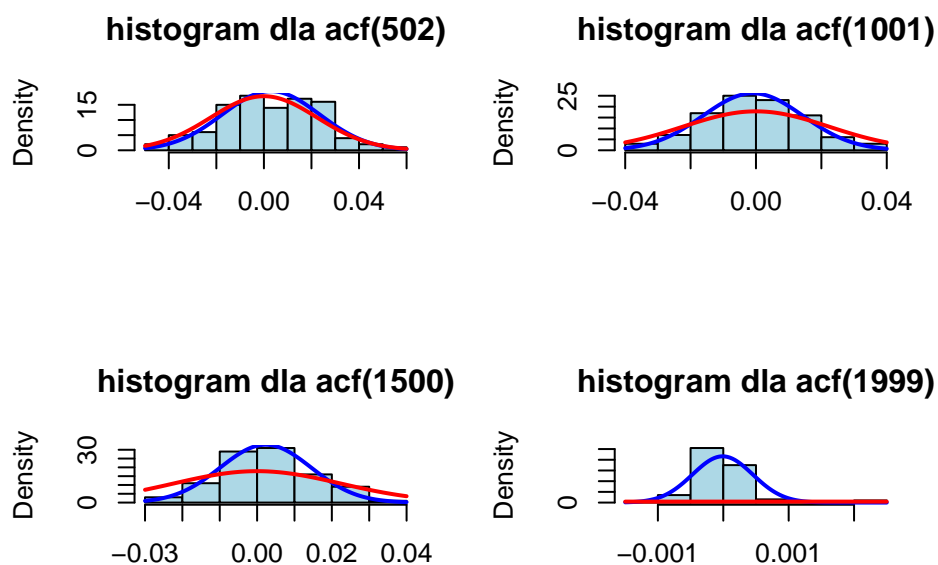 histogram dla acf(502)
Density
0 15
−0.04 0.00 0.04
histogram dla acf(1001)
Density
0 25
−0.04 0.00 0.04
histogram dla acf(1500)
Density
0 30
−0.03 0.00 0.02 0.04
histogram dla acf(1999)
Density
0
−0.001 0.001